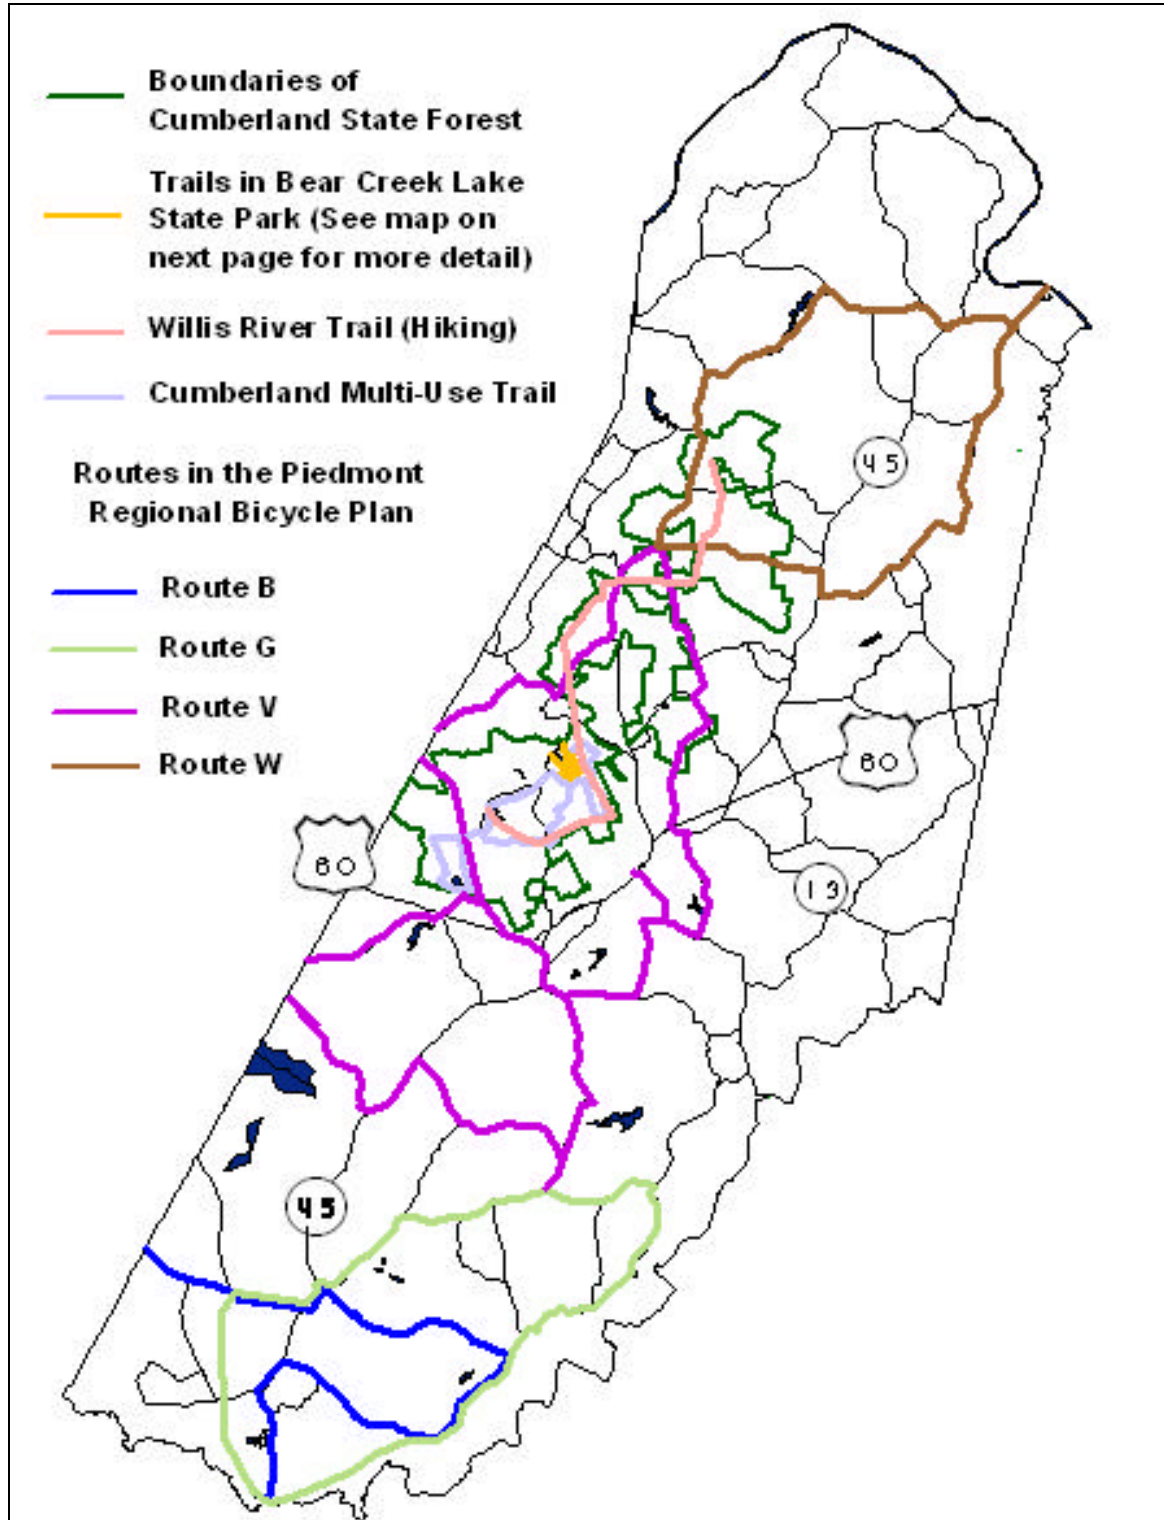 Boundaries of
Cumberland State Forest
Trails in Bear Creek Lake
State Park (See map on
next page for more detail)
Willis River Trail (Hiking)
Cumberland Multi-Use Trail
Routes in the Piedmont
Regional Bicycle Plan
Route B
Route G
Route V
Route W
45
60
60
13
45